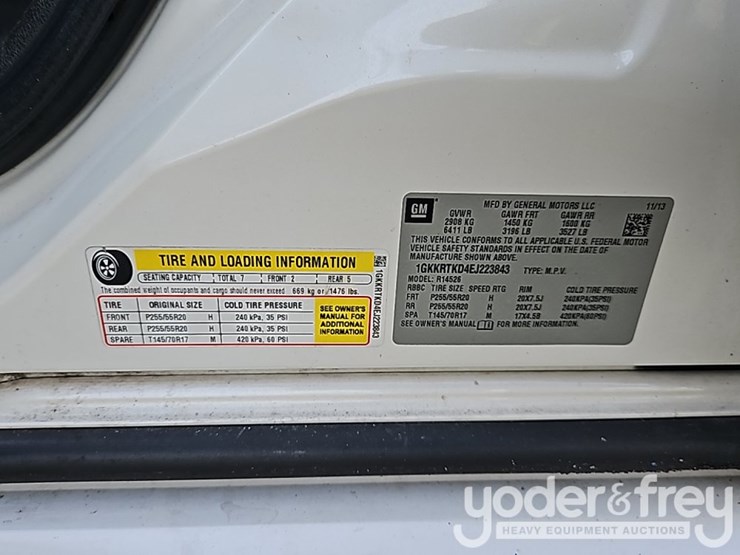 TIRE AND LOADING INFORMATION
SEATING CAPACITY TOTAL 7 FRONT 2 REAR 5
The combined weight of occupants and cargo should never exceed 669 kg or 1476 lbs.
TIRE ORIGINAL SIZE COLD TIRE PRESSURE
FRONT P255/55R20 H 240 kPa, 35 PSI
REAR P255/55R20 H 240 kPa, 35 PSI
SPARE T145/70R17 M 420 kPa, 60 PSI
SEE OWNER'S
MANUAL FOR
ADDITIONAL
INFORMATION
1GKKRTKD4EJ223843
GM
MFD BY GENERAL MOTORS LLC 11/13
GVWR GAWR FRT GAWR RR
2908 KG 1450 KG 1600 KG
6411 LB 3196 LB 3527 LB
THIS VEHICLE CONFORMS TO ALL APPLICABLE U.S. FEDERAL MOTOR
VEHICLE SAFETY STANDARDS IN EFFECT ON THE DATE OF
MANUFACTURE SHOWN ABOVE.
1GKKRTKD4EJ223843 TYPE: M.P.V.
MODEL: R14526
RBBC TIRE SIZE SPEED RTG RIM COLD TIRE PRESSURE
FRT P255/55R20 H 20X7.5J 240KPA(35PSI)
RR P255/55R20 H 20X7.5J 240KPA(35PSI)
SPA T145/70R17 M 17X4.5B 420KPA(60PSI)
SEE OWNER'S MANUAL FOR MORE INFORMATION
yoder&frey
HEAVY EQUIPMENT AUCTIONS